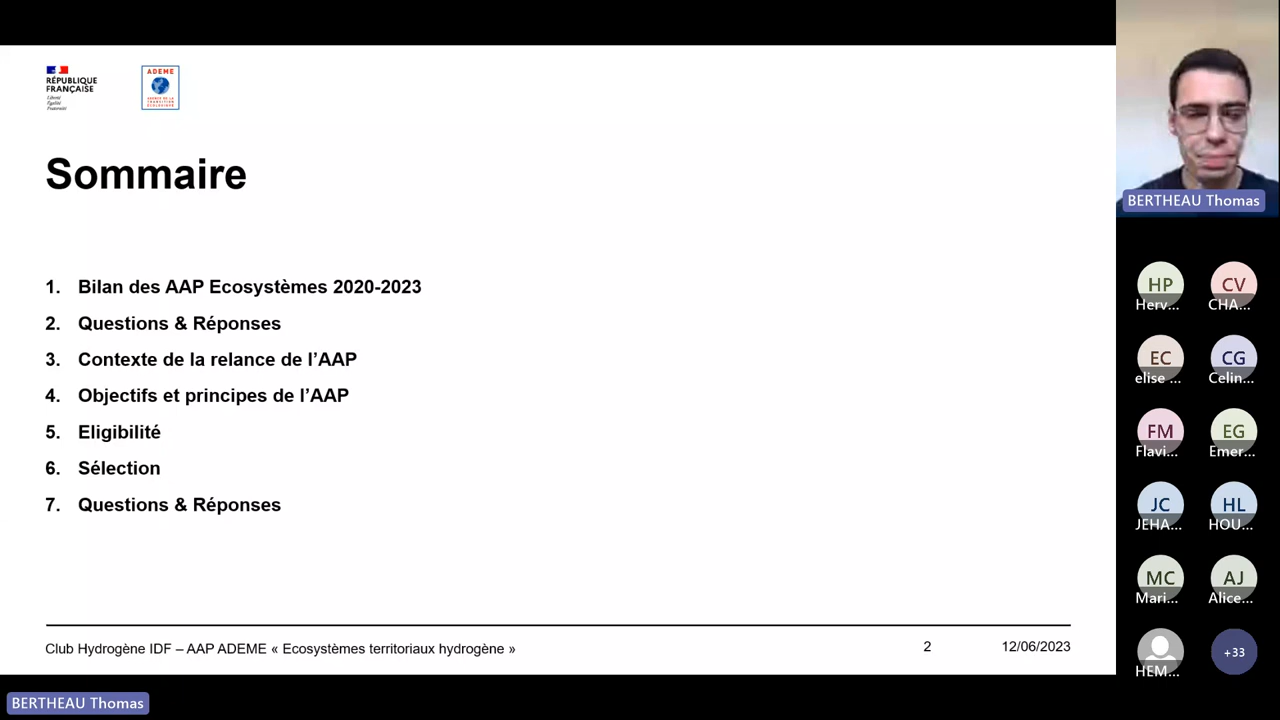 RÉPUBLIQUE
FRANÇAISE
Liberté
Égalité
Fraternité
ADEME
AGENCE DE LA
TRANSITION
ÉCOLOGIQUE
Sommaire
1. Bilan des AAP Ecosystèmes 2020-2023
2. Questions & Réponses
3. Contexte de la relance de l’AAP
4. Objectifs et principes de l’AAP
5. Eligibilité
6. Sélection
7. Questions & Réponses
Club Hydrogène IDF – AAP ADEME « Ecosystèmes territoriaux hydrogène »
2
12/06/2023
BERTHEAU Thomas
BERTHEAU Thomas
HP
CV
Herv...
CHA...
EC
CG
elise ...
Celin...
FM
EG
Flavi...
Emer...
JC
HL
JEHA...
HOU...
MC
AJ
Mari...
Alice...
HEM...
+33